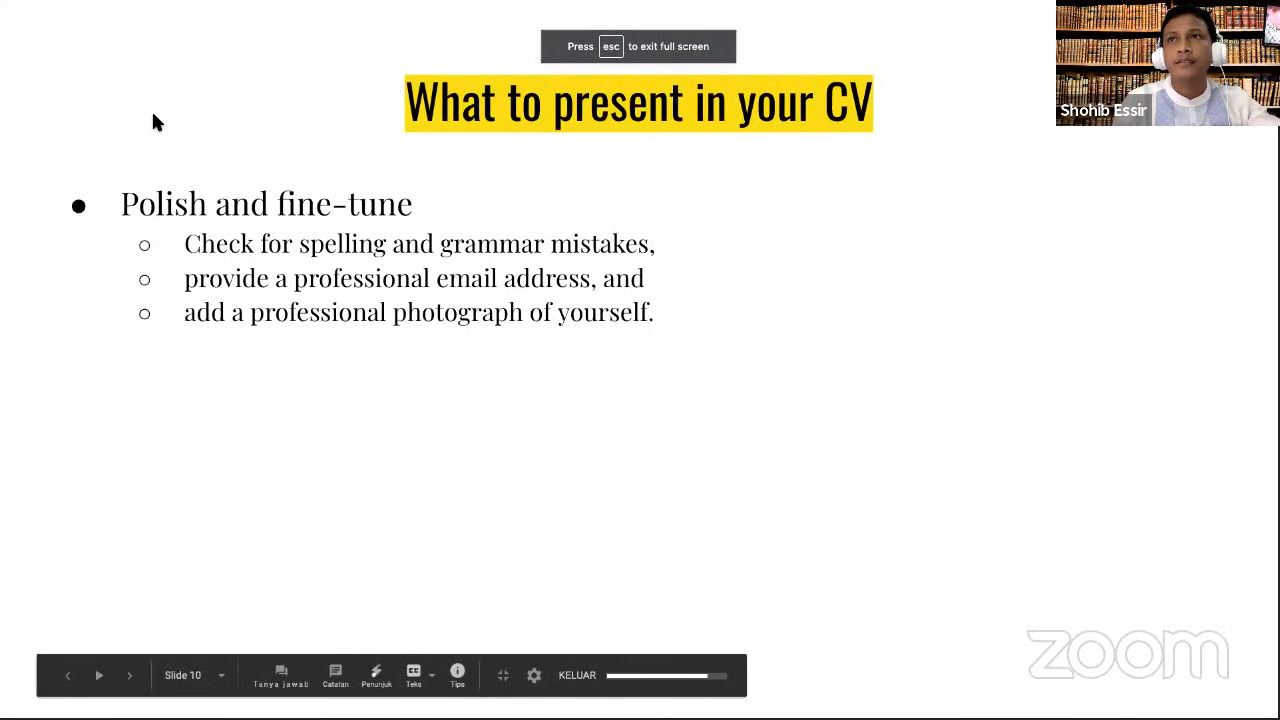 Press esc to exit full screen
What to present in your CV
Shohib Essir
● Polish and fine-tune
○ Check for spelling and grammar mistakes,
○ provide a professional email address, and
○ add a professional photograph of yourself.
zoom
Slide 10
Tanya jawab
Catatan
Penunjuk
Teks
Tips
KELUAR